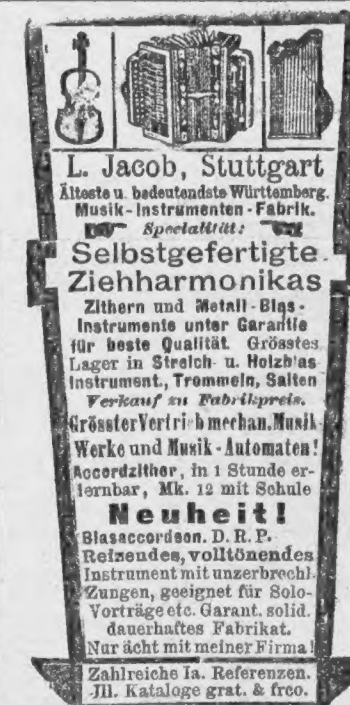 L. Jacob, Stuttgart
Älteste u. bedeutendste Württemberg.
Musik-Instrumenten-Fabrik.
Specialität:
Selbstgefertigte
Ziehharmonikas
Zithern und Metall-Blas-
Instrumente unter Garantie
für beste Qualität. Grösstes
Lager in Streich- u. Holzblas-
Instrument., Trommeln, Saiten
Verkauf zu Fabrikpreis.
Grösster Vertrieb mechan. Musik-
Werke und Musik-Automaten!
Accordzither, in 1 Stunde er-
lernbar, Mk. 12 mit Schule
Neuheit!
Blasaccordeon. D. R. P.
Reizendes, volltönendes
Instrument mit unzerbrechl.
Zungen, geeignet für Solo-
Vorträge etc. Garant. solid.
dauerhaftes Fabrikat.
Nur ächt mit meiner Firma!
Zahlreiche Ia. Referenzen.
Jll. Kataloge grat. & frco.